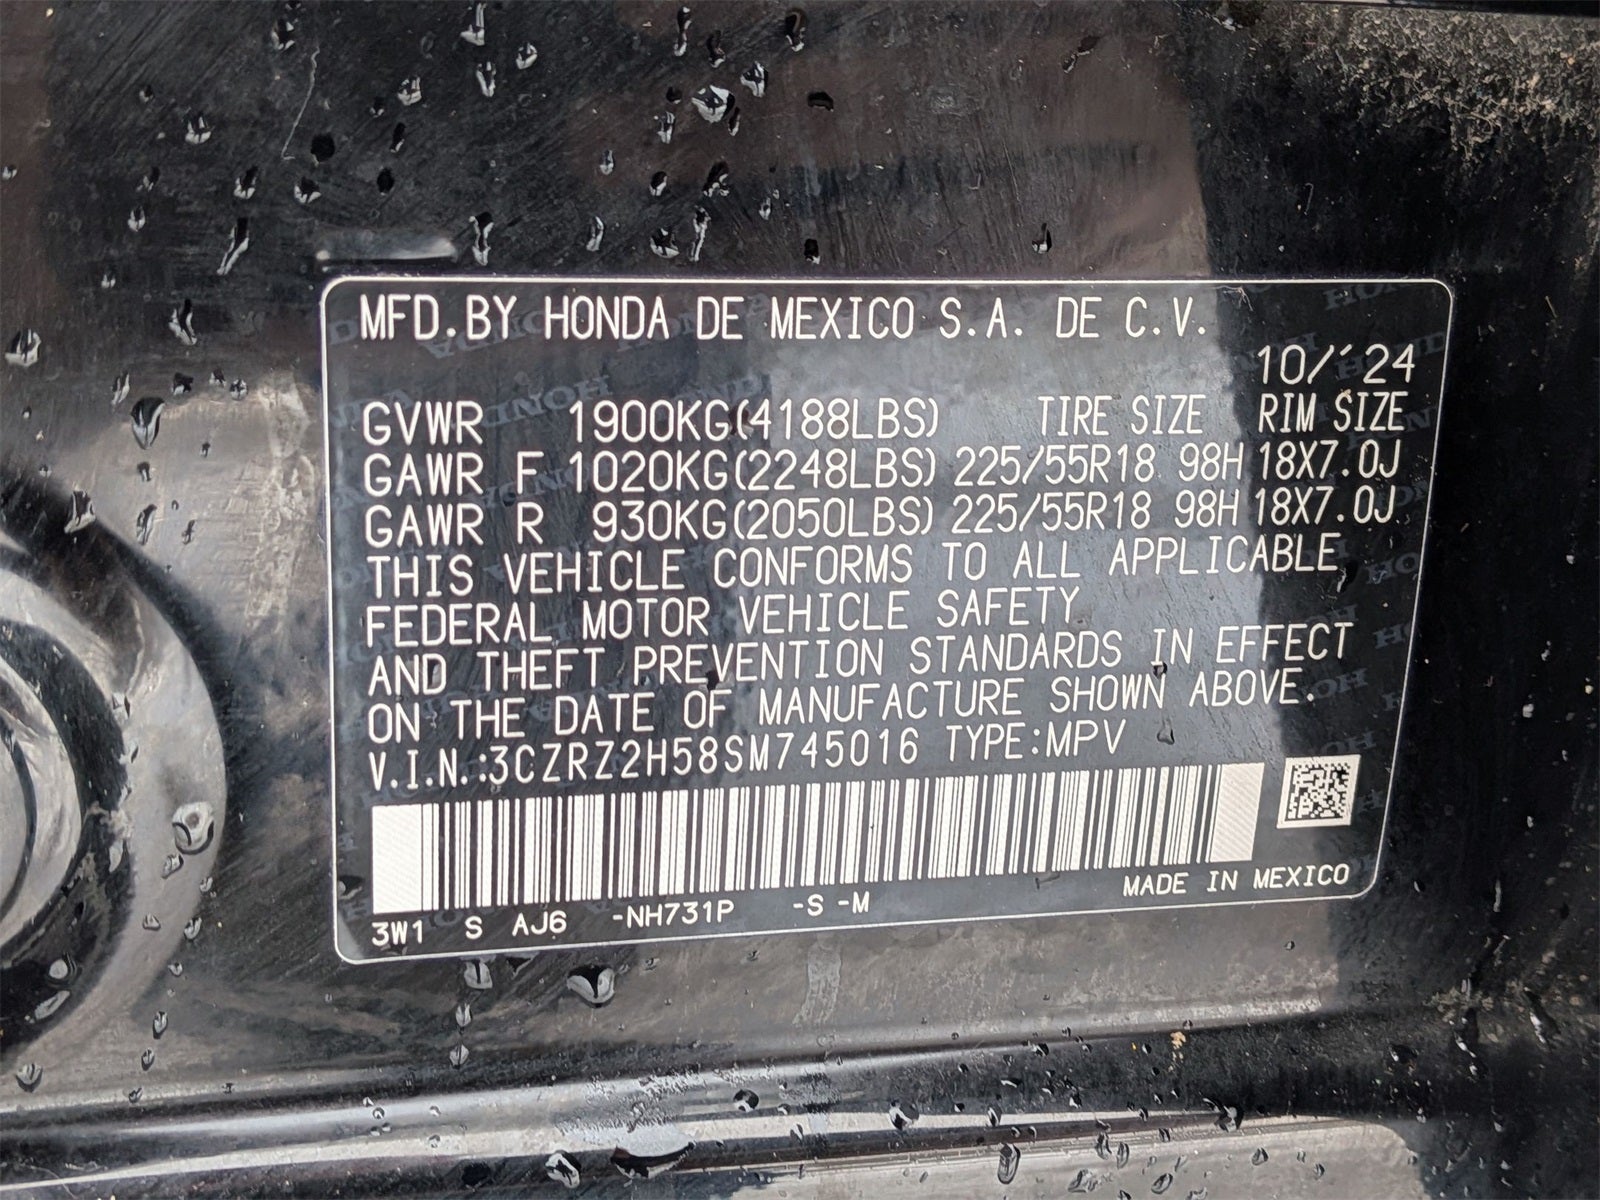 MFD.BY HONDA DE MEXICO S.A. DE C.V.
10/'24
GVWR 1900KG(4188LBS) TIRE SIZE RIM SIZE
GAWR F 1020KG(2248LBS) 225/55R18 98H 18X7.0J
GAWR R 930KG(2050LBS) 225/55R18 98H 18X7.0J
THIS VEHICLE CONFORMS TO ALL APPLICABLE
FEDERAL MOTOR VEHICLE SAFETY
AND THEFT PREVENTION STANDARDS IN EFFECT
ON THE DATE OF MANUFACTURE SHOWN ABOVE.
V.I.N.:3CZRZ2H58SM745016 TYPE:MPV
MADE IN MEXICO
3W1 S AJ6 -NH731P -S -M